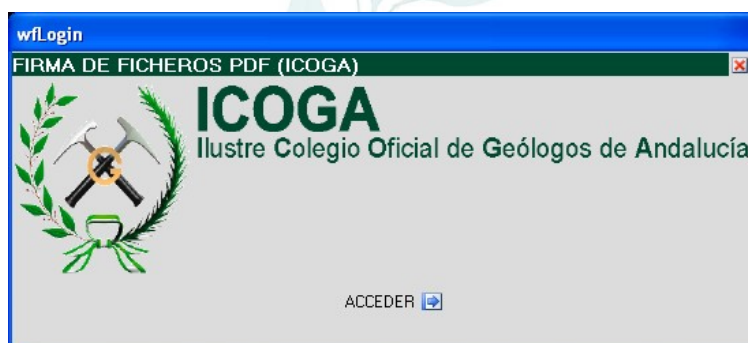 wfLogin
FIRMA DE FICHEROS PDF (ICOGA)
ICOGA
Ilustre Colegio Oficial de Geólogos de Andalucía
G
ACCEDER